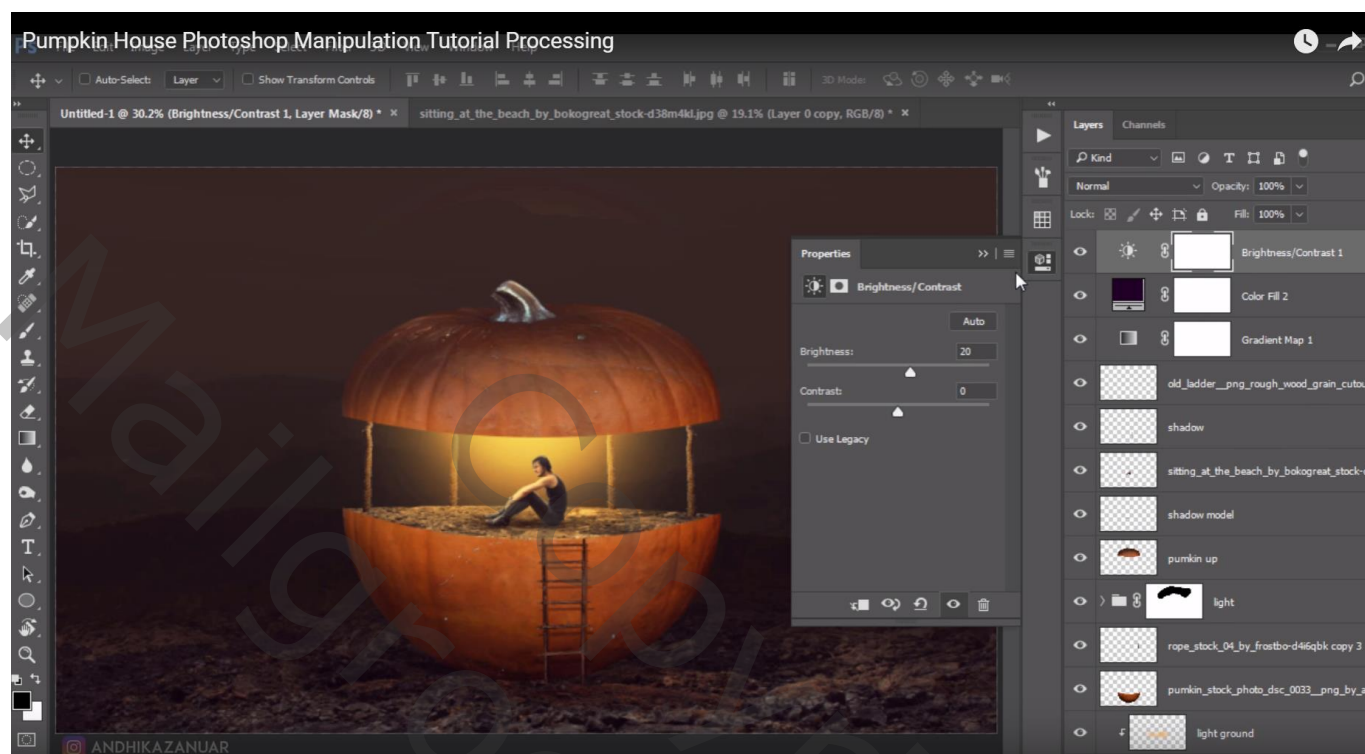 Pumpkin House Photoshop Manipulation Tutorial Processing
Auto-Select: Layer Show Transform Controls 3D Mode:
Untitled-1 @ 30.2% (Brightness/Contrast 1, Layer Mask/8) * × sitting_at_the_beach_by_bokogreat_stock-d38m4kl.jpg @ 19.1% (Layer 0 copy, RGB/8) * ×
Layers Channels
Kind
Normal Opacity: 100%
Lock: Fill: 100%
Properties
Brightness/Contrast
Auto
Brightness: 20
Contrast: 0
Use Legacy
Brightness/Contrast 1
Color Fill 2
Gradient Map 1
old_ladder__png_rough_wood_grain_cutou
shadow
sitting_at_the_beach_by_bokogreat_stock-
shadow model
pumkin up
light
rope_stock_04_by_frostbo-d4i6qbk copy 3
pumkin_stock_photo_dsc_0033__png_by_a
light ground
ANDHIKAZANUAR